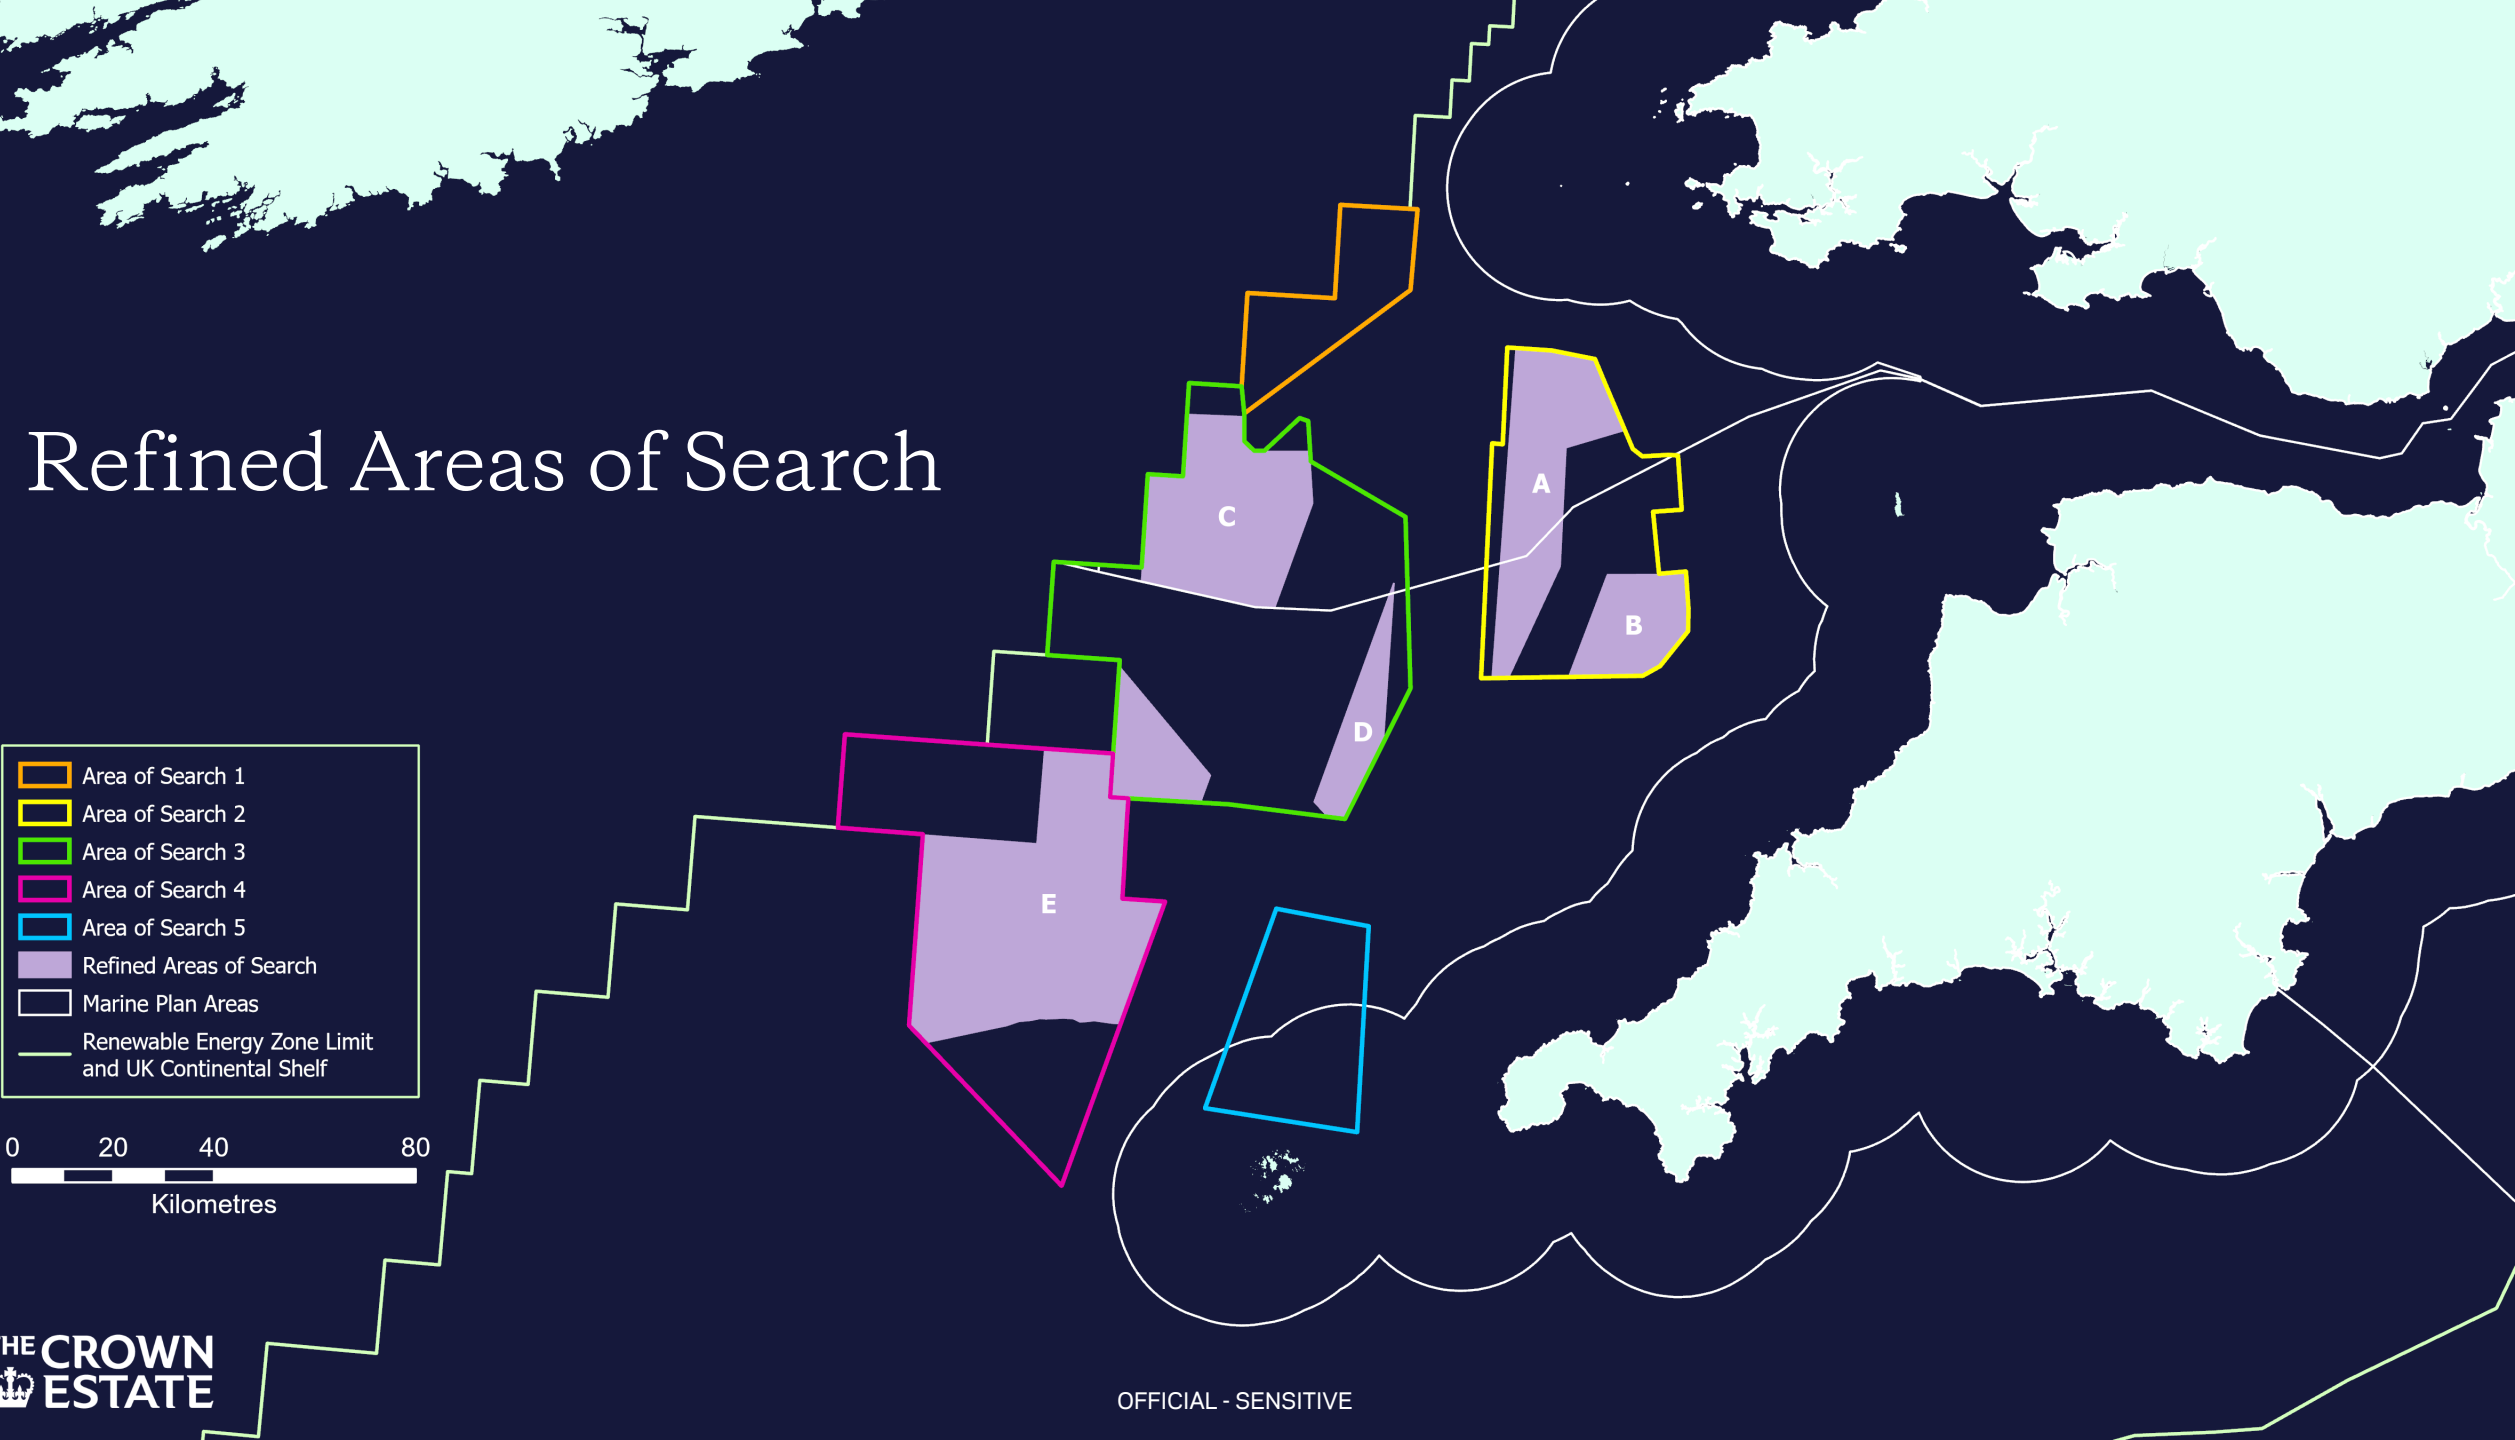 Refined Areas of Search
A
C
B
D
E
Area of Search 1
Area of Search 2
Area of Search 3
Area of Search 4
Area of Search 5
Refined Areas of Search
Marine Plan Areas
Renewable Energy Zone Limit
and UK Continental Shelf
0 20 40 80
Kilometres
HE CROWN
ESTATE
OFFICIAL - SENSITIVE